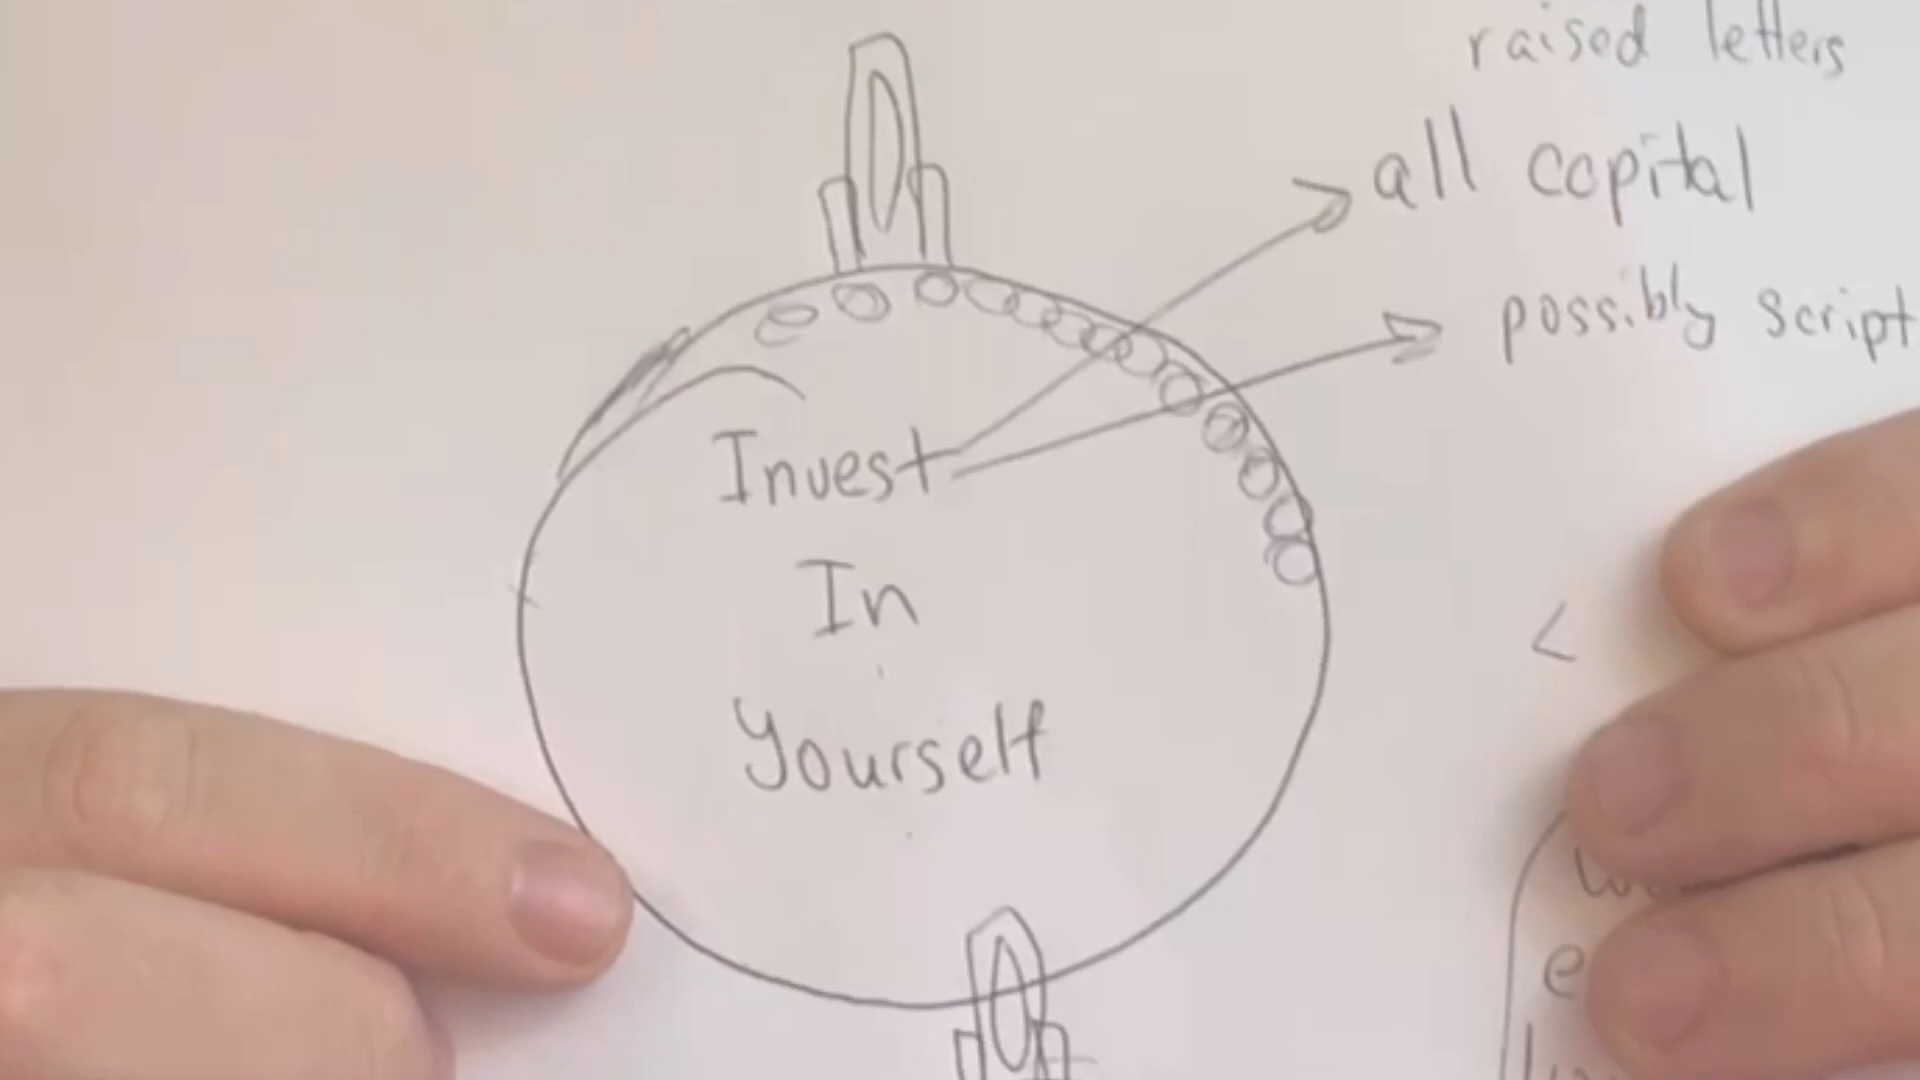 raised letters
all capital
possibly script
Invest
In
Yourself